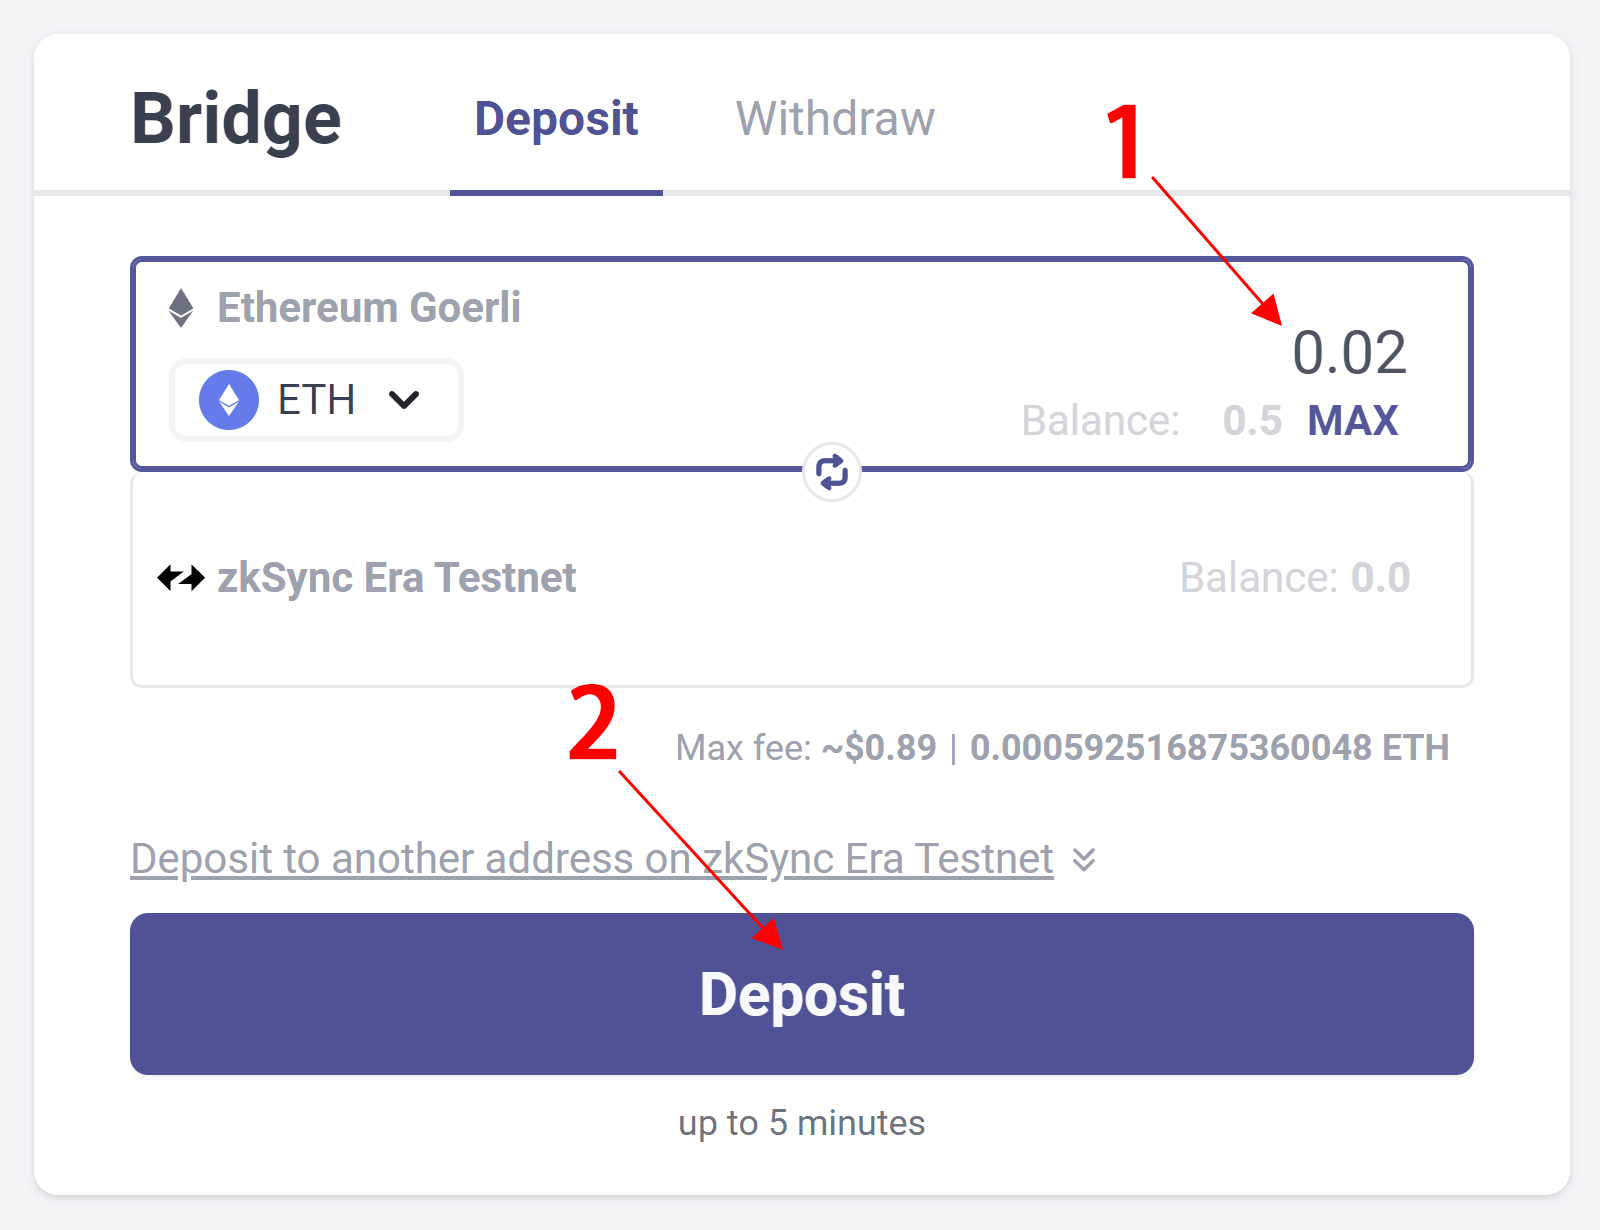 Bridge Deposit Withdraw
1
Ethereum Goerli
0.02
ETH
Balance: 0.5 MAX
zkSync Era Testnet Balance: 0.0
2
Max fee: ~$0.89 | 0.000592516875360048 ETH
Deposit to another address on zkSync Era Testnet
Deposit
up to 5 minutes